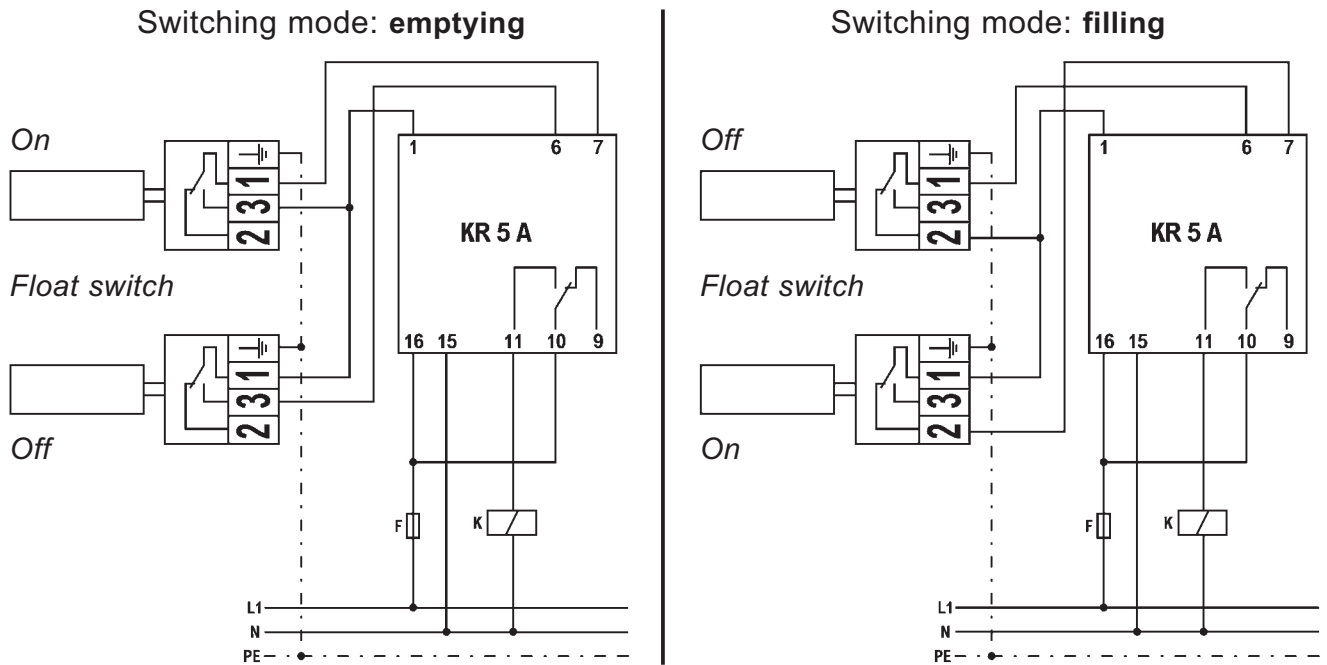 Switching mode: emptying
On
1
3
2
Float switch
1
3
2
Off
1 6 7
KR 5 A
16 15 11 10 9
F
K
L1
N
PE
Switching mode: filling
Off
1
3
2
Float switch
1
3
2
On
1 6 7
KR 5 A
16 15 11 10 9
F
K
L1
N
PE